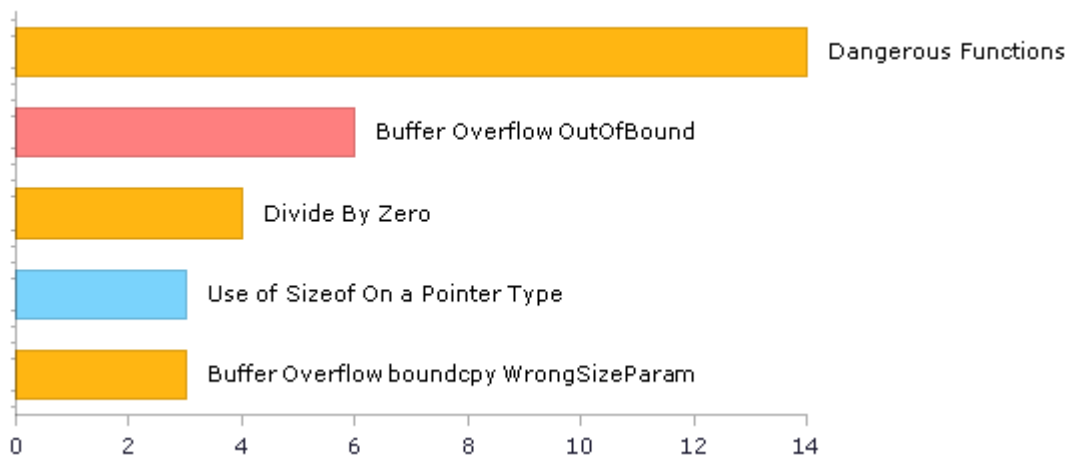 Dangerous Functions
Buffer Overflow OutOfBound
Divide By Zero
Use of Sizeof On a Pointer Type
Buffer Overflow boundcpy WrongSizeParam
0 2 4 6 8 10 12 14